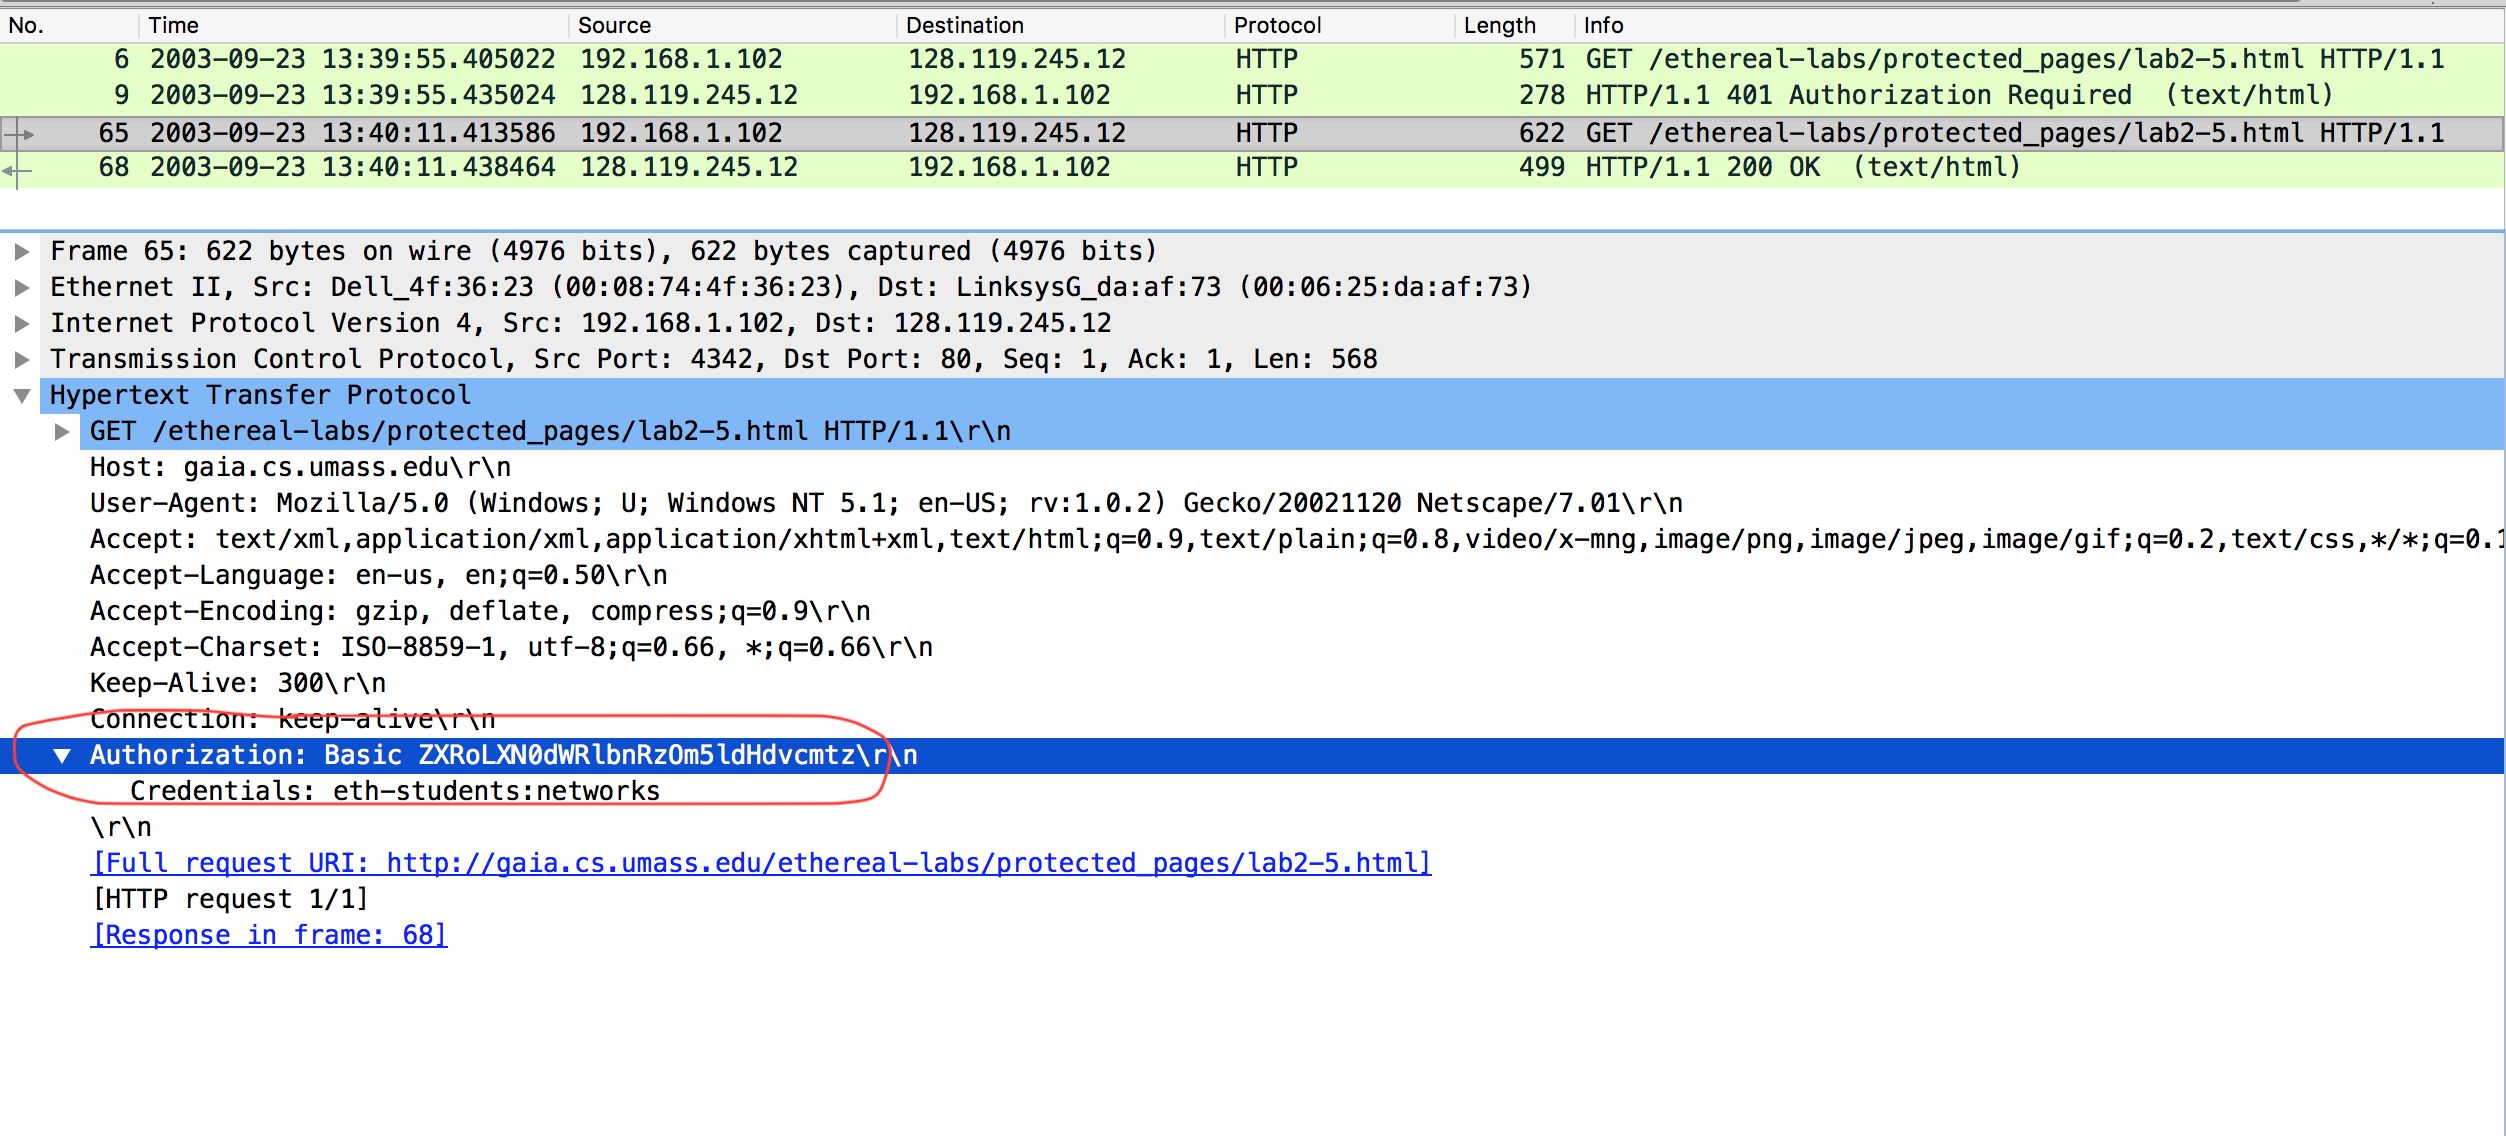 No. Time Source Destination Protocol Length Info
6 2003-09-23 13:39:55.405022 192.168.1.102 128.119.245.12 HTTP 571 GET /ethereal-labs/protected_pages/lab2-5.html HTTP/1.1
9 2003-09-23 13:39:55.435024 128.119.245.12 192.168.1.102 HTTP 278 HTTP/1.1 401 Authorization Required (text/html)
65 2003-09-23 13:40:11.413586 192.168.1.102 128.119.245.12 HTTP 622 GET /ethereal-labs/protected_pages/lab2-5.html HTTP/1.1
68 2003-09-23 13:40:11.438464 128.119.245.12 192.168.1.102 HTTP 499 HTTP/1.1 200 OK (text/html)
Frame 65: 622 bytes on wire (4976 bits), 622 bytes captured (4976 bits)
Ethernet II, Src: Dell_4f:36:23 (00:08:74:4f:36:23), Dst: LinksysG_da:af:73 (00:06:25:da:af:73)
Internet Protocol Version 4, Src: 192.168.1.102, Dst: 128.119.245.12
Transmission Control Protocol, Src Port: 4342, Dst Port: 80, Seq: 1, Ack: 1, Len: 568
Hypertext Transfer Protocol
GET /ethereal-labs/protected_pages/lab2-5.html HTTP/1.1\r\n
Host: gaia.cs.umass.edu\r\n
User-Agent: Mozilla/5.0 (Windows; U; Windows NT 5.1; en-US; rv:1.0.2) Gecko/20021120 Netscape/7.01\r\n
Accept: text/xml,application/xml,application/xhtml+xml,text/html;q=0.9,text/plain;q=0.8,video/x-mng,image/png,image/jpeg,image/gif;q=0.2,text/css,*/*;q=0.1
Accept-Language: en-us, en;q=0.50\r\n
Accept-Encoding: gzip, deflate, compress;q=0.9\r\n
Accept-Charset: ISO-8859-1, utf-8;q=0.66, *;q=0.66\r\n
Keep-Alive: 300\r\n
Connection: keep-alive\r\n
Authorization: Basic ZXRoLXN0dWRlbnRzOm5ldHdvcmtz\r\n
Credentials: eth-students:networks
\r\n
[Full request URI: http://gaia.cs.umass.edu/ethereal-labs/protected_pages/lab2-5.html]
[HTTP request 1/1]
[Response in frame: 68]